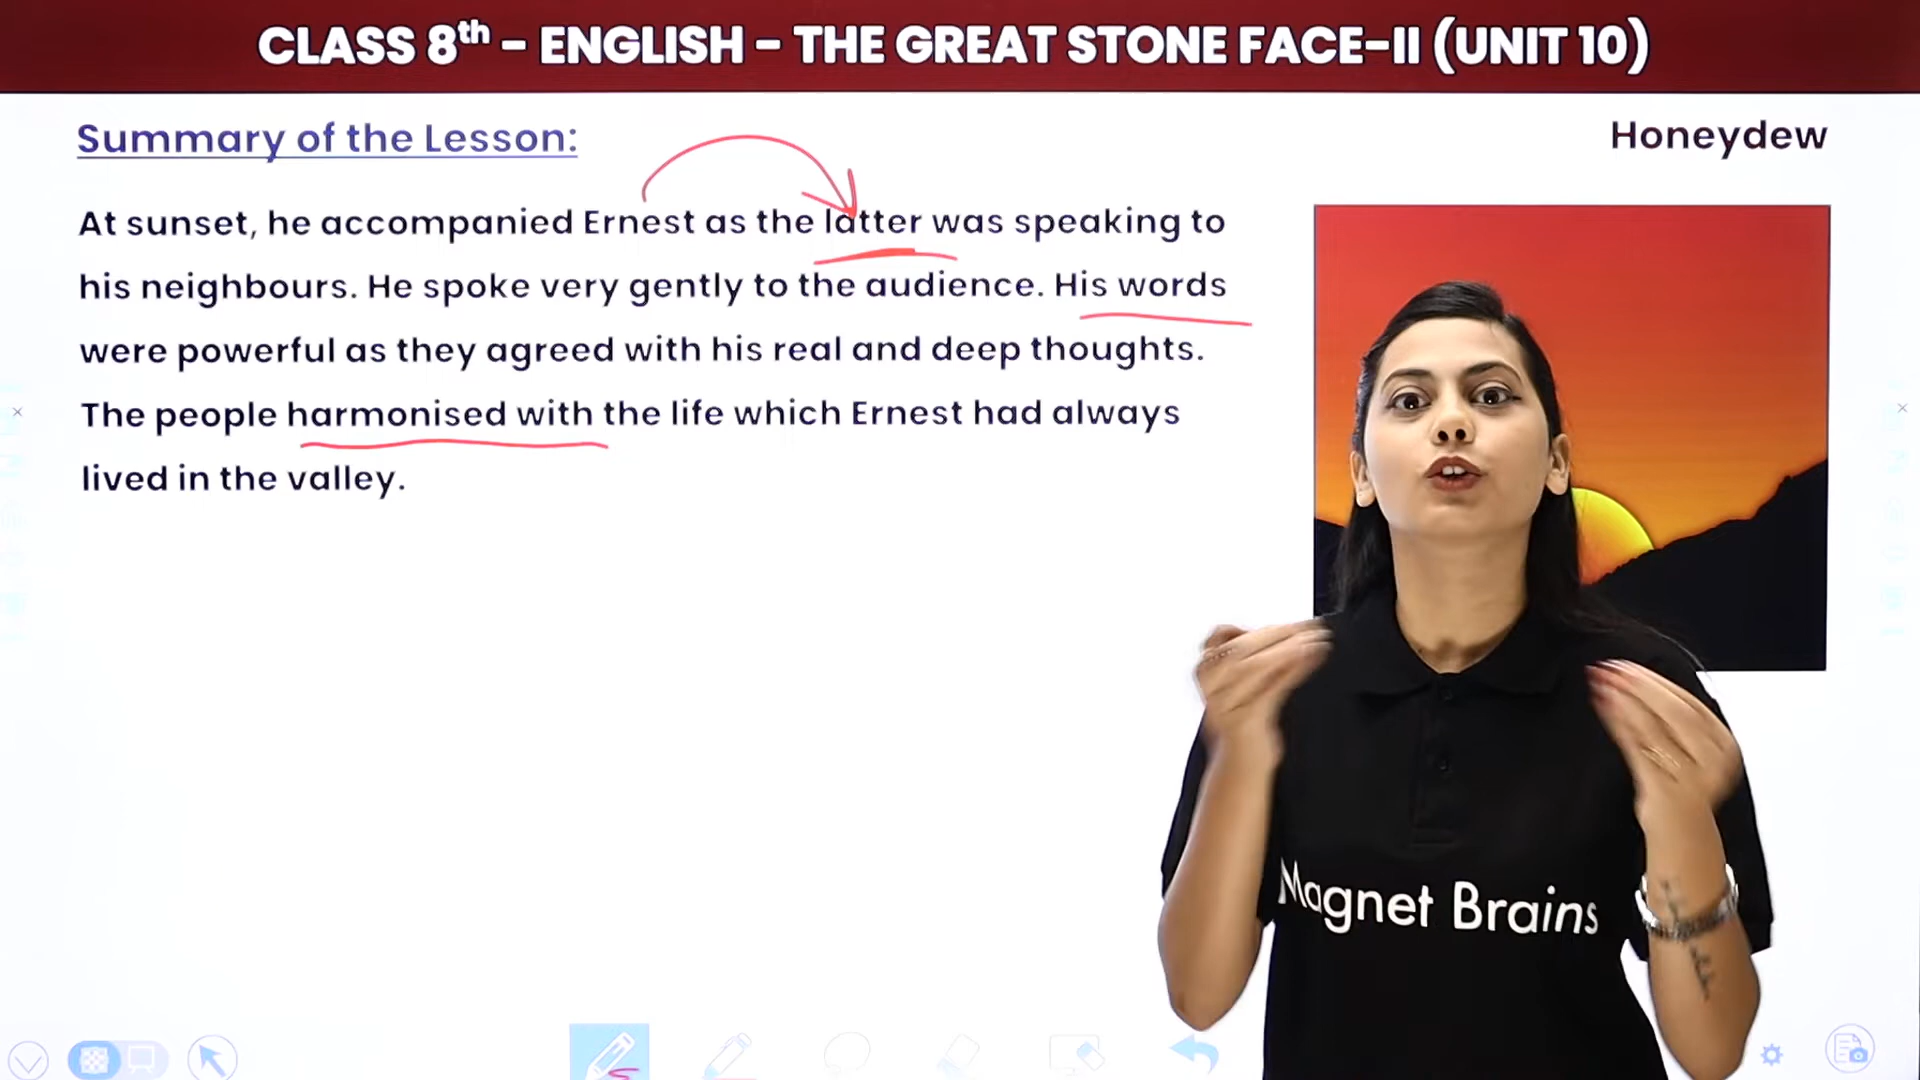 CLASS 8th - ENGLISH - THE GREAT STONE FACE-II (UNIT 10)
Summary of the Lesson:
Honeydew
At sunset, he accompanied Ernest as the latter was speaking to
his neighbours. He spoke very gently to the audience. His words
were powerful as they agreed with his real and deep thoughts.
The people harmonised with the life which Ernest had always
lived in the valley.
Magnet Brains